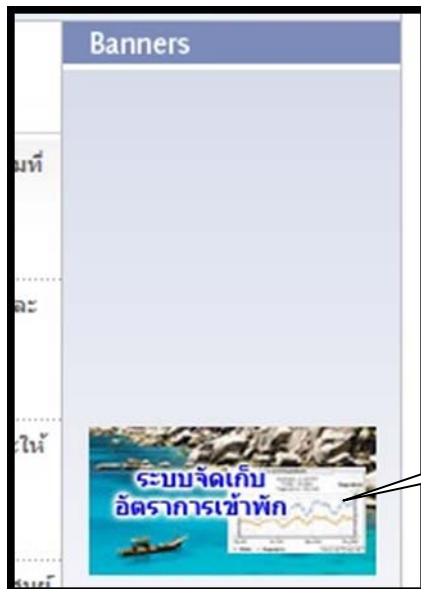 Banners
มที่
ละ
ะให้
ระบบจัดเก็บ
อัตราการเข้าพัก